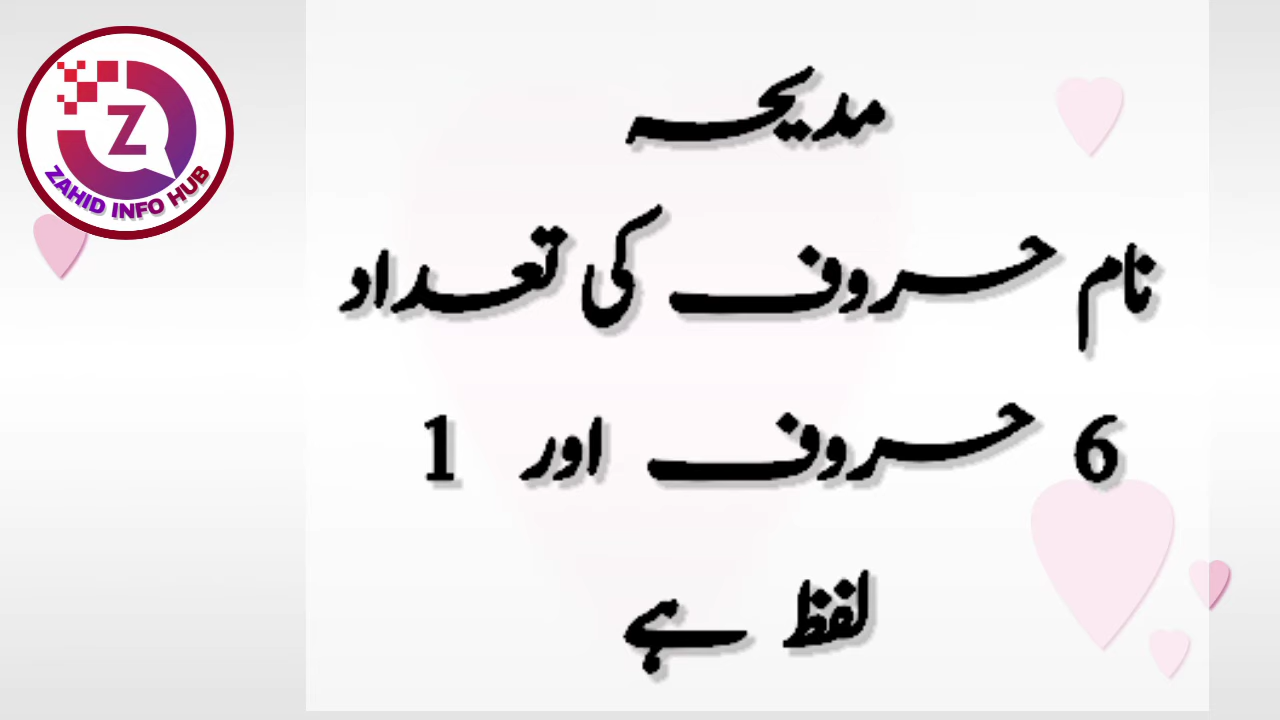 Z
ZAHID INFO HUB
مدیحہ
نام حروف کی تعداد
6 حروف اور 1
لفظ ہے